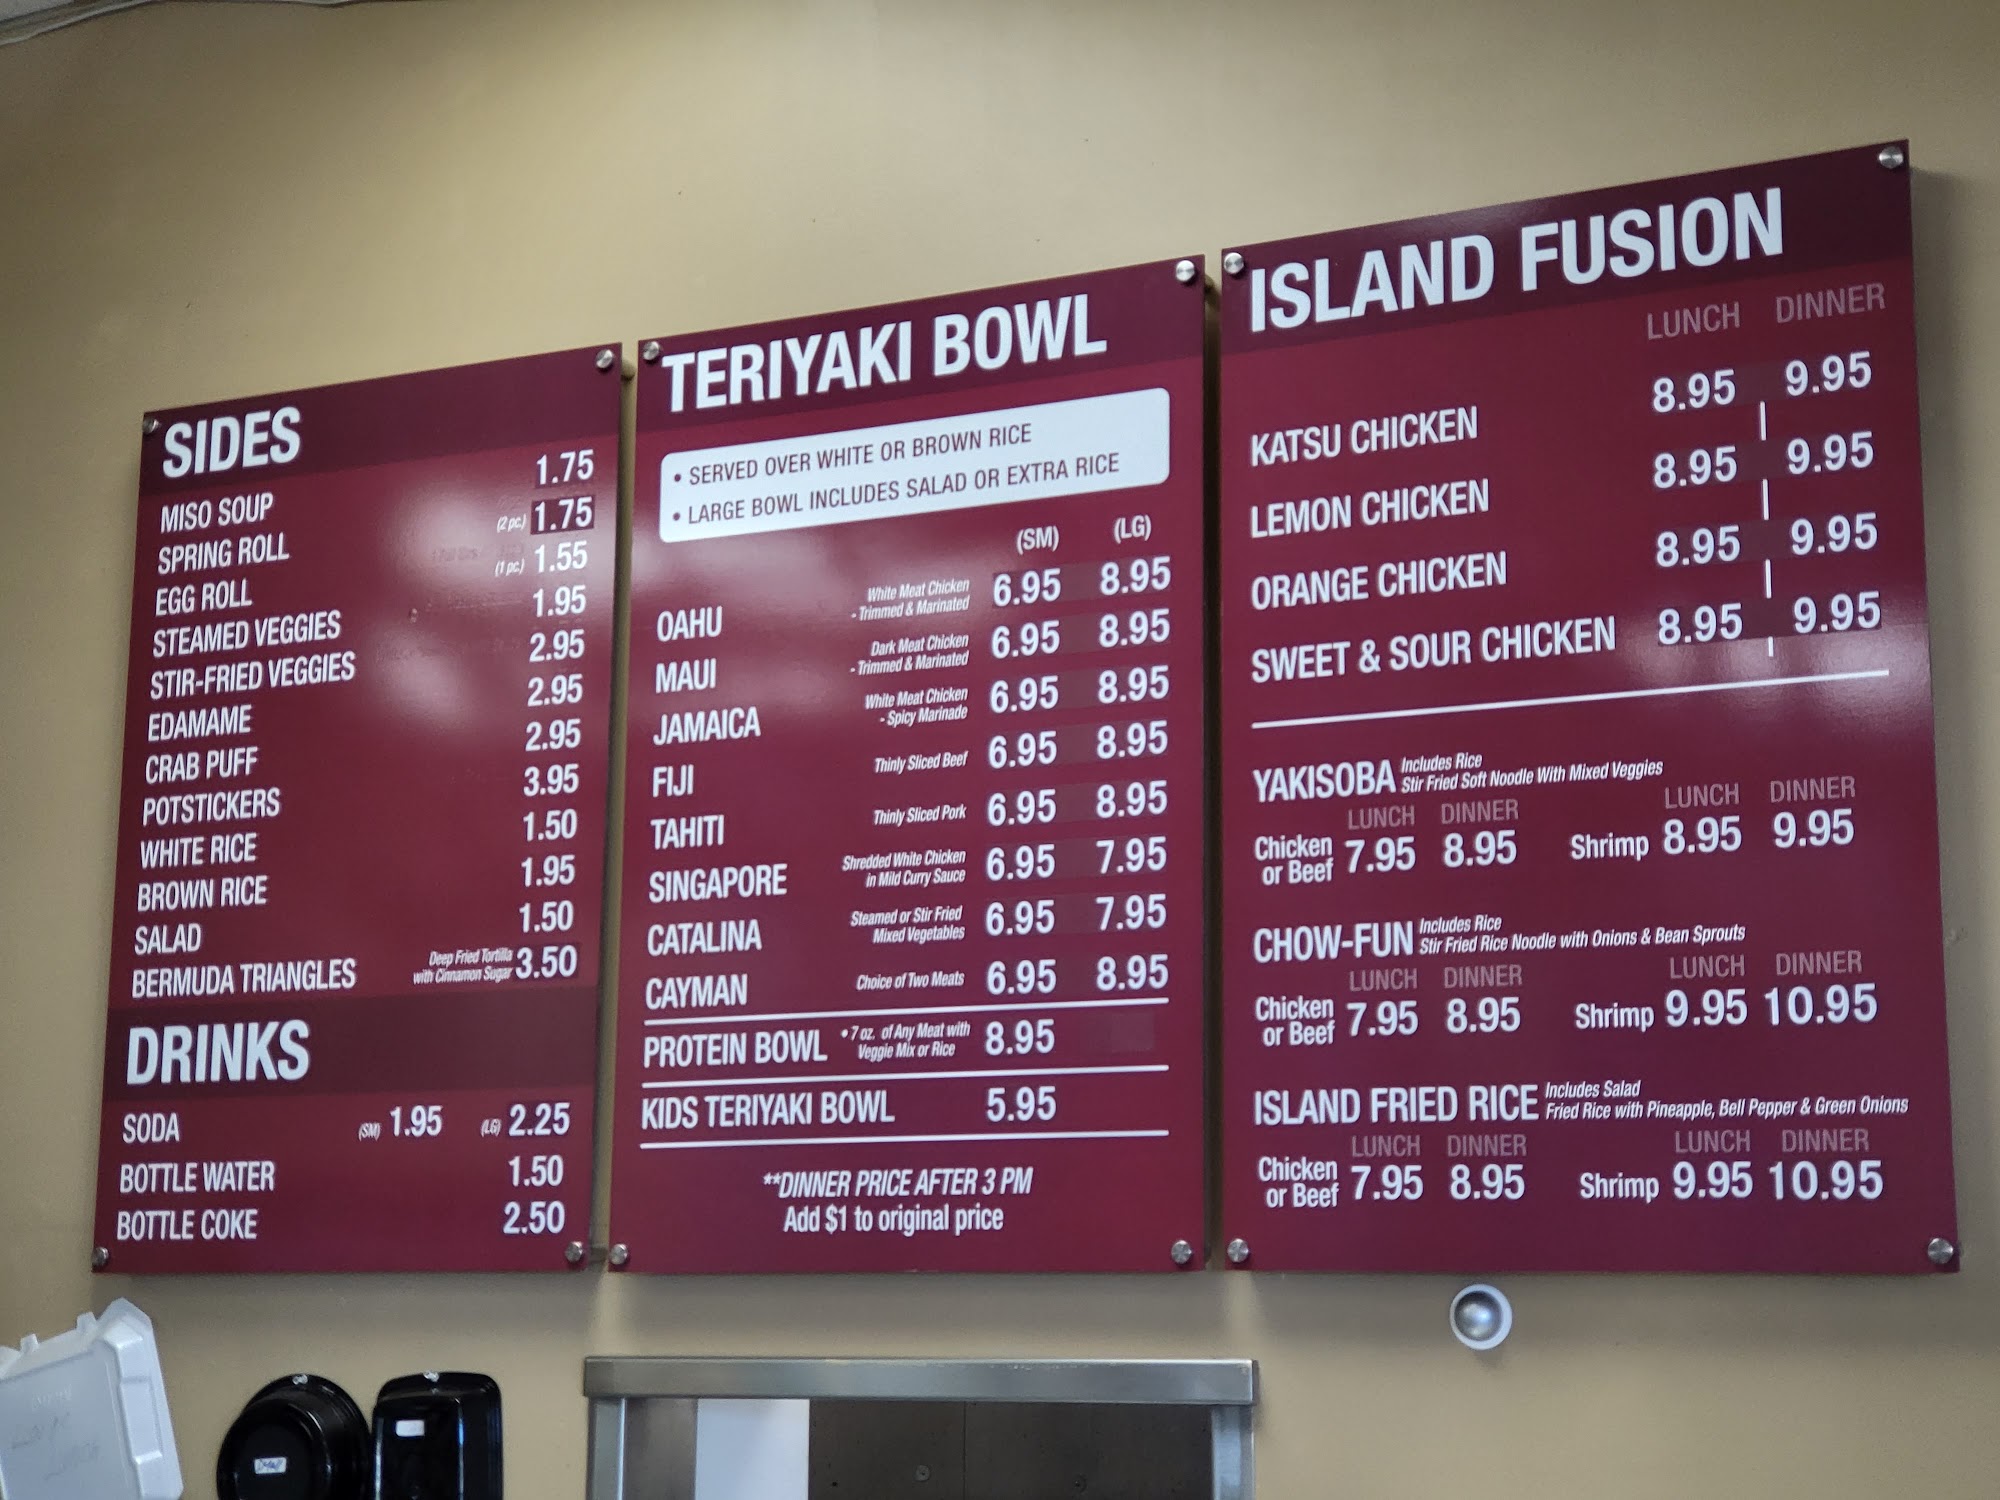 SIDES
MISO SOUP 1.75
SPRING ROLL (2 pc.) 1.75
EGG ROLL (1 pc.) 1.55
STEAMED VEGGIES 1.95
STIR-FRIED VEGGIES 2.95
EDAMAME 2.95
CRAB PUFF 2.95
POTSTICKERS 3.95
WHITE RICE 1.50
BROWN RICE 1.95
SALAD 1.50
BERMUDA TRIANGLES Deep Fried Tortilla with Cinnamon Sugar 3.50
DRINKS
SODA (SM) 1.95 (LG) 2.25
BOTTLE WATER 1.50
BOTTLE COKE 2.50
TERIYAKI BOWL
• SERVED OVER WHITE OR BROWN RICE
• LARGE BOWL INCLUDES SALAD OR EXTRA RICE
(SM) (LG)
OAHU White Meat Chicken - Trimmed & Marinated 6.95 8.95
MAUI Dark Meat Chicken - Trimmed & Marinated 6.95 8.95
JAMAICA White Meat Chicken - Spicy Marinade 6.95 8.95
FIJI Thinly Sliced Beef 6.95 8.95
TAHITI Thinly Sliced Pork 6.95 8.95
SINGAPORE Shredded White Chicken in Mild Curry Sauce 6.95 7.95
CATALINA Steamed or Stir Fried Mixed Vegetables 6.95 7.95
CAYMAN Choice of Two Meats 6.95 8.95
PROTEIN BOWL • 7 oz. of Any Meat with Veggie Mix or Rice 8.95
KIDS TERIYAKI BOWL 5.95
**DINNER PRICE AFTER 3 PM
Add $1 to original price
ISLAND FUSION
LUNCH DINNER
KATSU CHICKEN 8.95 9.95
LEMON CHICKEN 8.95 9.95
ORANGE CHICKEN 8.95 9.95
SWEET & SOUR CHICKEN 8.95 9.95
YAKISOBA Includes Rice
Stir Fried Soft Noodle With Mixed Veggies
LUNCH DINNER LUNCH DINNER
Chicken or Beef 7.95 8.95 Shrimp 8.95 9.95
CHOW-FUN Includes Rice
Stir Fried Rice Noodle with Onions & Bean Sprouts
LUNCH DINNER LUNCH DINNER
Chicken or Beef 7.95 8.95 Shrimp 9.95 10.95
ISLAND FRIED RICE Includes Salad
Fried Rice with Pineapple, Bell Pepper & Green Onions
LUNCH DINNER LUNCH DINNER
Chicken or Beef 7.95 8.95 Shrimp 9.95 10.95